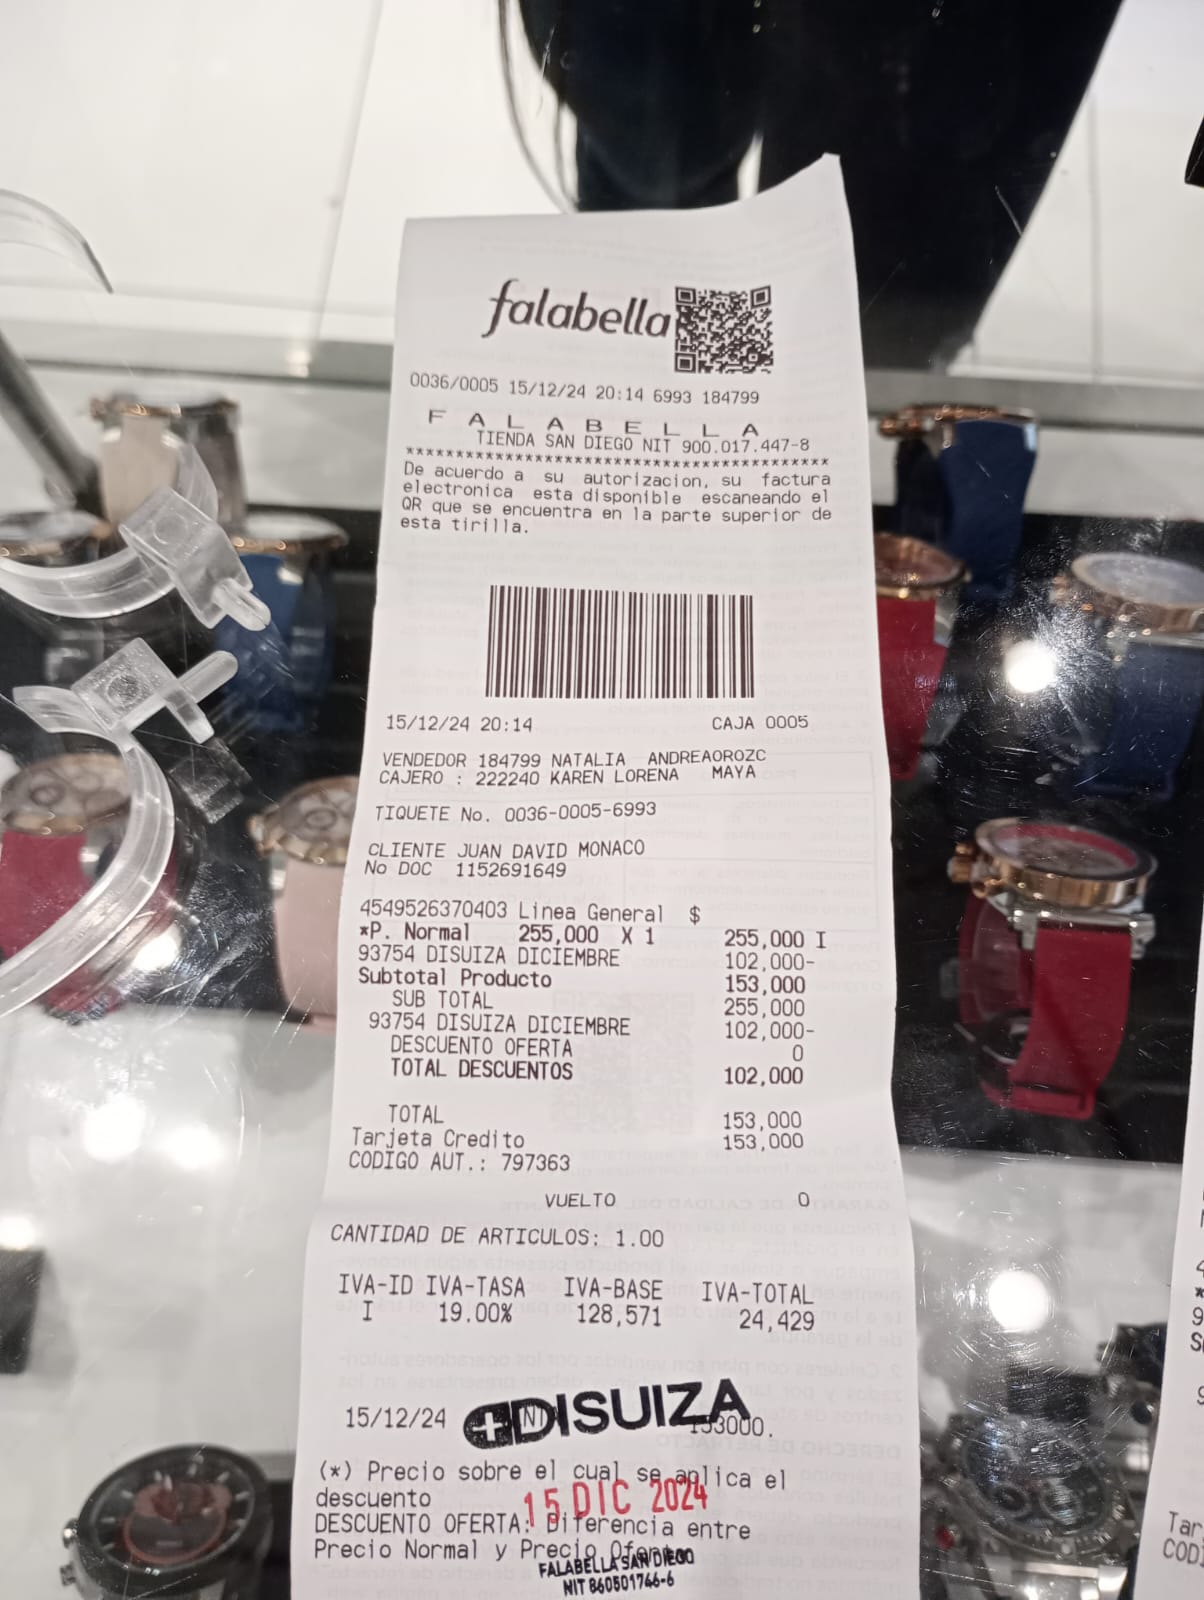 falabella
0036/0005 15/12/24 20:14 6993 184799
F A L A B E L L A
TIENDA SAN DIEGO NIT 900.017.447-8
******************************************
De acuerdo a su autorizacion, su factura
electronica esta disponible escaneando el
QR que se encuentra en la parte superior de
esta tirilla.
15/12/24 20:14 CAJA 0005
VENDEDOR 184799 NATALIA ANDREAOROZC
CAJERO : 222240 KAREN LORENA MAYA
TIQUETE No. 0036-0005-6993
CLIENTE JUAN DAVID MONACO
No DOC 1152691649
4549526370403 Linea General $
*P. Normal 255,000 X 1 255,000 I
93754 DISUIZA DICIEMBRE 102,000-
Subtotal Producto 153,000
SUB TOTAL 255,000
93754 DISUIZA DICIEMBRE 102,000-
DESCUENTO OFERTA 0
TOTAL DESCUENTOS 102,000
TOTAL 153,000
Tarjeta Credito 153,000
CODIGO AUT.: 797363
VUELTO 0
CANTIDAD DE ARTICULOS: 1.00
IVA-ID IVA-TASA IVA-BASE IVA-TOTAL
I 19.00% 128,571 24,429
15/12/24 DISUIZA 153000.
(*) Precio sobre el cual se aplica el
descuento
15 DIC 2024
DESCUENTO OFERTA: Diferencia entre
Precio Normal y Precio Oferta
FALABELLA SAN DIEGO
NIT 860501766-6